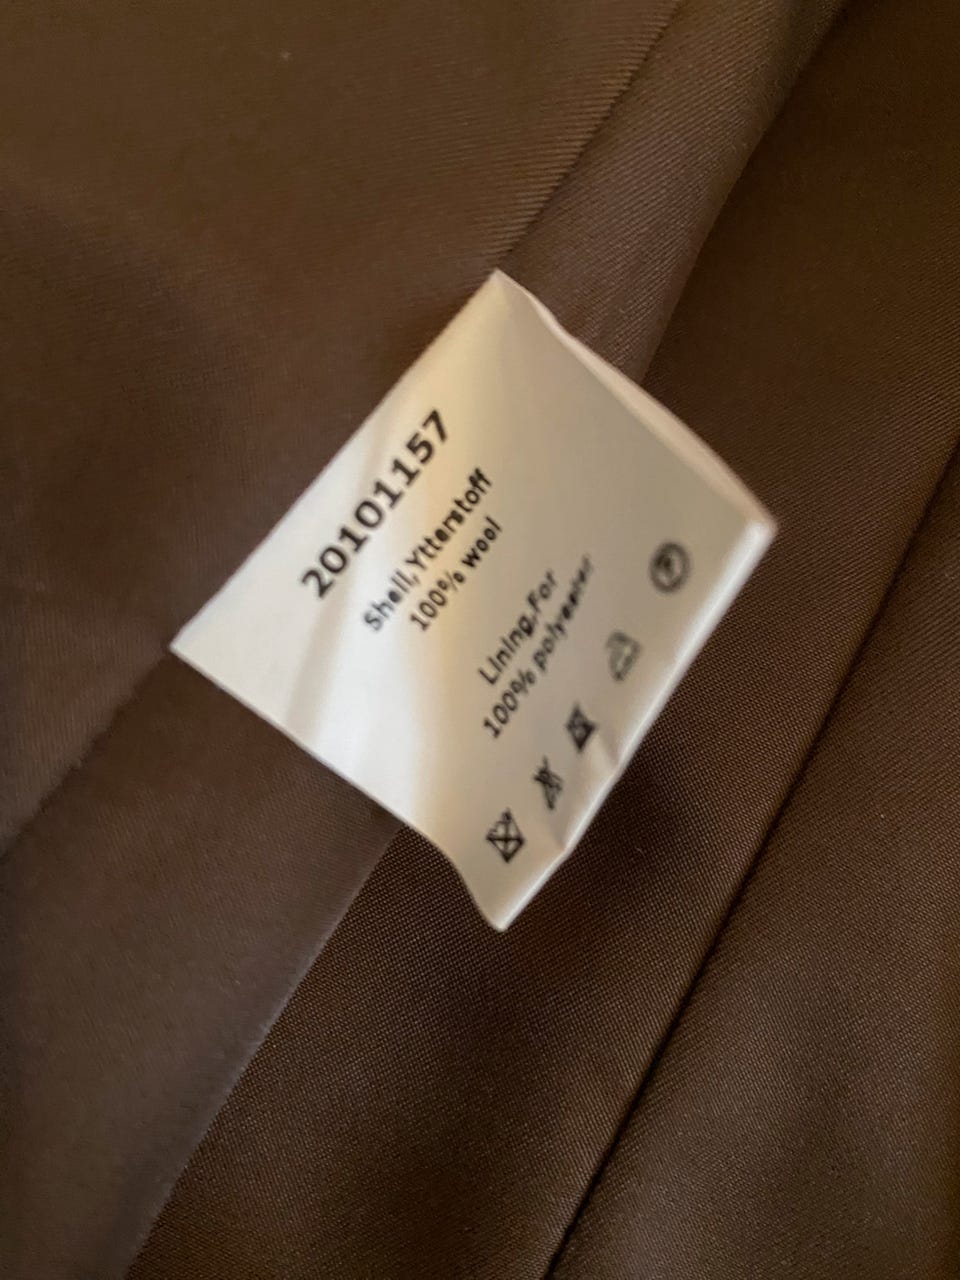 20101157
Shell,Ytterstoff
100% wool
Lining,For
100% polyester
P